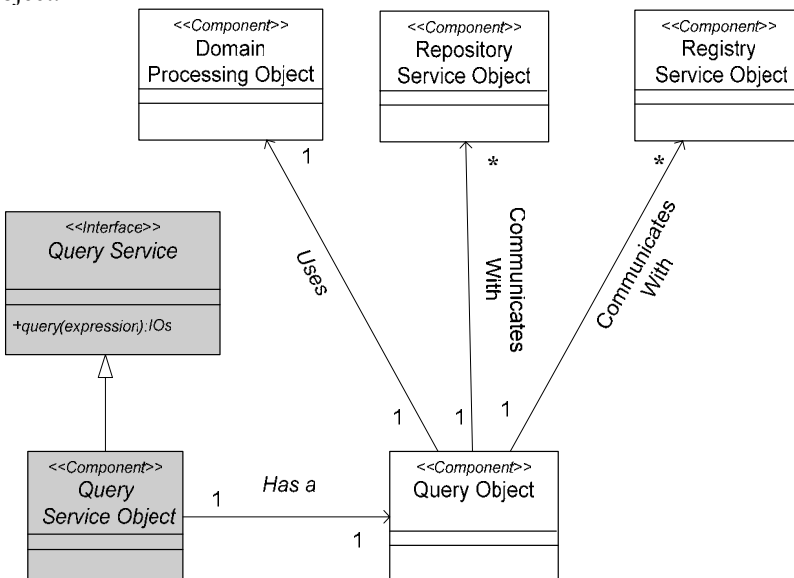 <<Component>>
Domain
Processing Object
<<Component>>
Repository
Service Object
<<Component>>
Registry
Service Object
1
*
*
<<Interface>>
Query Service
+query(expression):IOs
Uses
Communicates
With
Communicates
With
1
1
1
<<Component>>
Query
Service Object
1
Has a
1
<<Component>>
Query Object